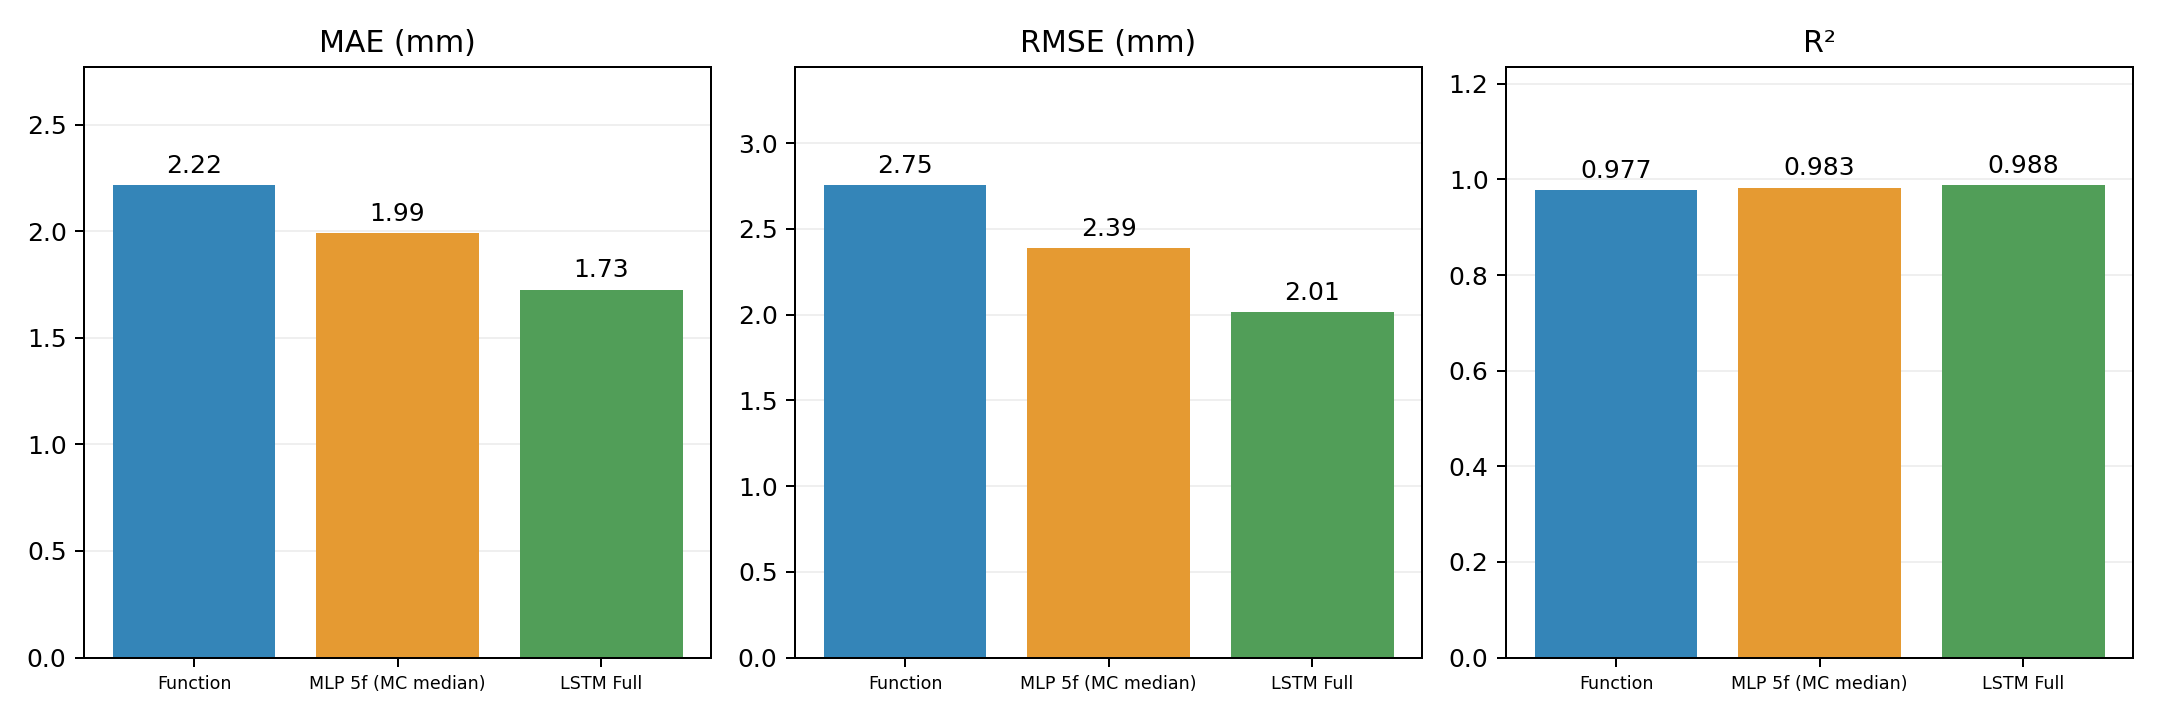 MAE (mm)
2.5
2.0
1.5
1.0
0.5
0.0
2.22
1.99
1.73
Function
MLP 5f (MC median)
LSTM Full
RMSE (mm)
3.0
2.5
2.0
1.5
1.0
0.5
0.0
2.75
2.39
2.01
Function
MLP 5f (MC median)
LSTM Full
R²
1.2
1.0
0.8
0.6
0.4
0.2
0.0
0.977
0.983
0.988
Function
MLP 5f (MC median)
LSTM Full